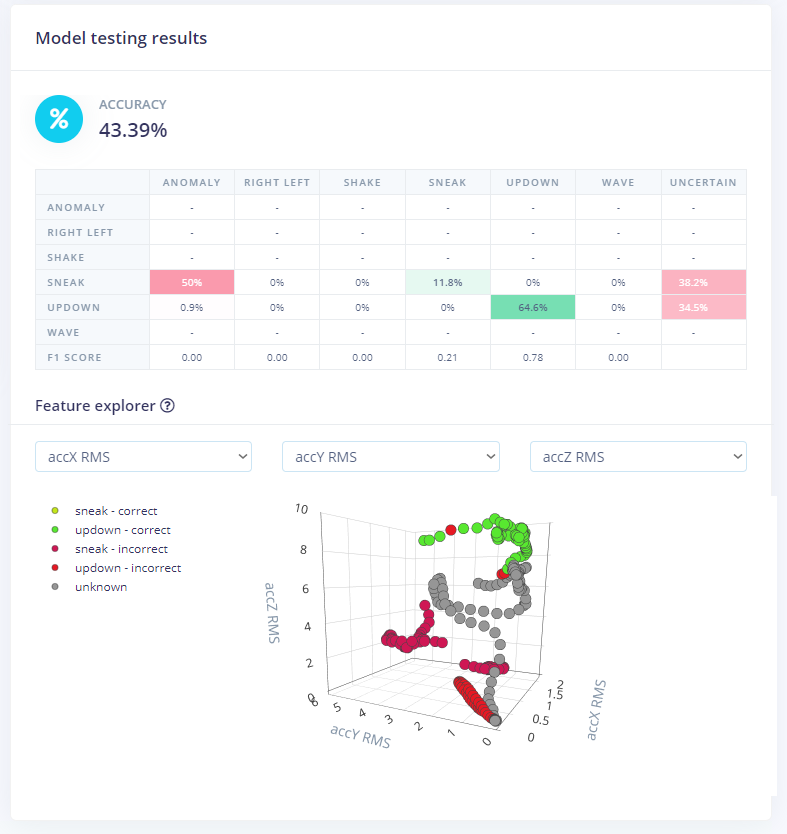 Model testing results
%
ACCURACY
43.39%
ANOMALY RIGHT LEFT SHAKE SNEAK UPDOWN WAVE UNCERTAIN
ANOMALY - - - - - - -
RIGHT LEFT - - - - - - -
SHAKE - - - - - - -
SNEAK 50% 0% 0% 11.8% 0% 0% 38.2%
UPDOWN 0.9% 0% 0% 0% 64.6% 0% 34.5%
WAVE - - - - - - -
F1 SCORE 0.00 0.00 0.00 0.21 0.78 0.00
Feature explorer ?
accX RMS accY RMS accZ RMS
sneak - correct
updown - correct
sneak - incorrect
updown - incorrect
unknown
10
8
6
4
2
0
accZ RMS
6 5 4 3 2 1 0
accY RMS
2
1.5
1
0.5
0
accX RMS